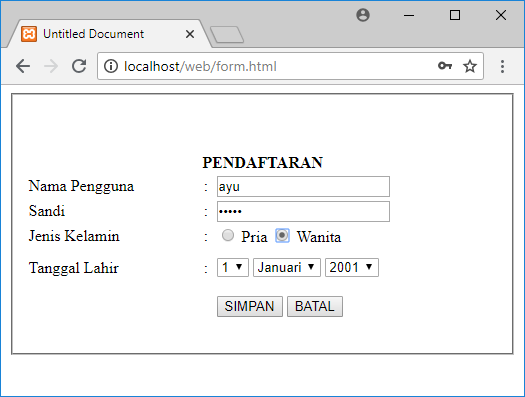 Untitled Document
localhost/web/form.html
PENDAFTARAN
Nama Pengguna : ayu
Sandi : •••••
Jenis Kelamin : Pria Wanita
Tanggal Lahir : 1 Januari 2001
SIMPAN BATAL